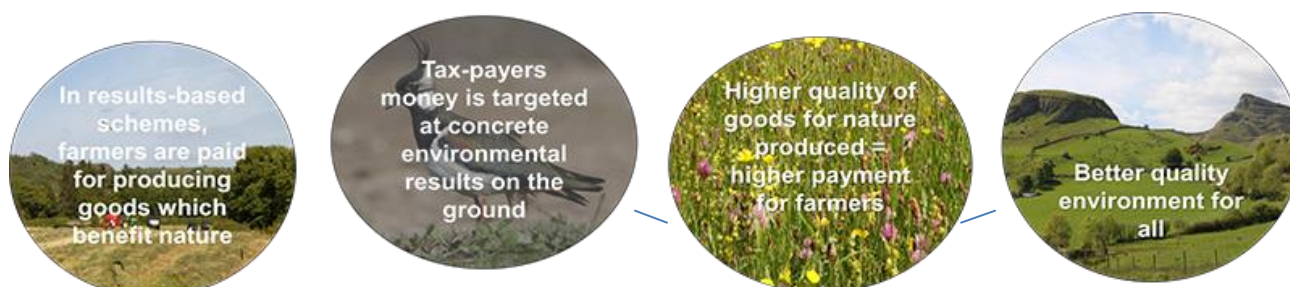 In results-based
schemes,
farmers are paid
for producing
goods which
benefit nature
Tax-payers
money is targeted
at concrete
environmental
results on the
ground
Higher quality of
goods for nature
produced =
higher payment
for farmers
Better quality
environment for
all